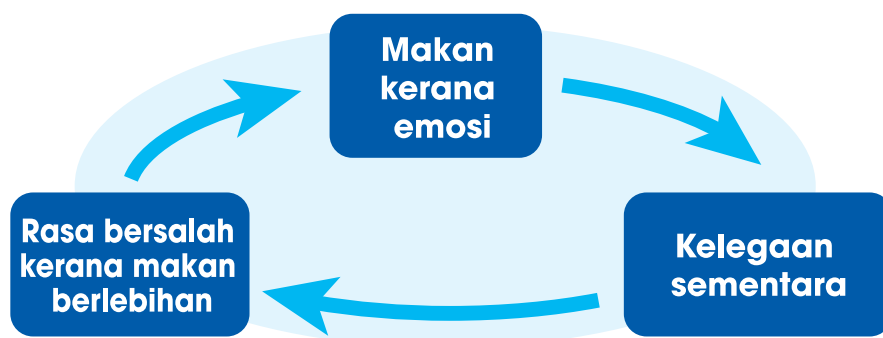 Makan
kerana
emosi
Kelegaan
sementara
Rasa bersalah
kerana makan
berlebihan